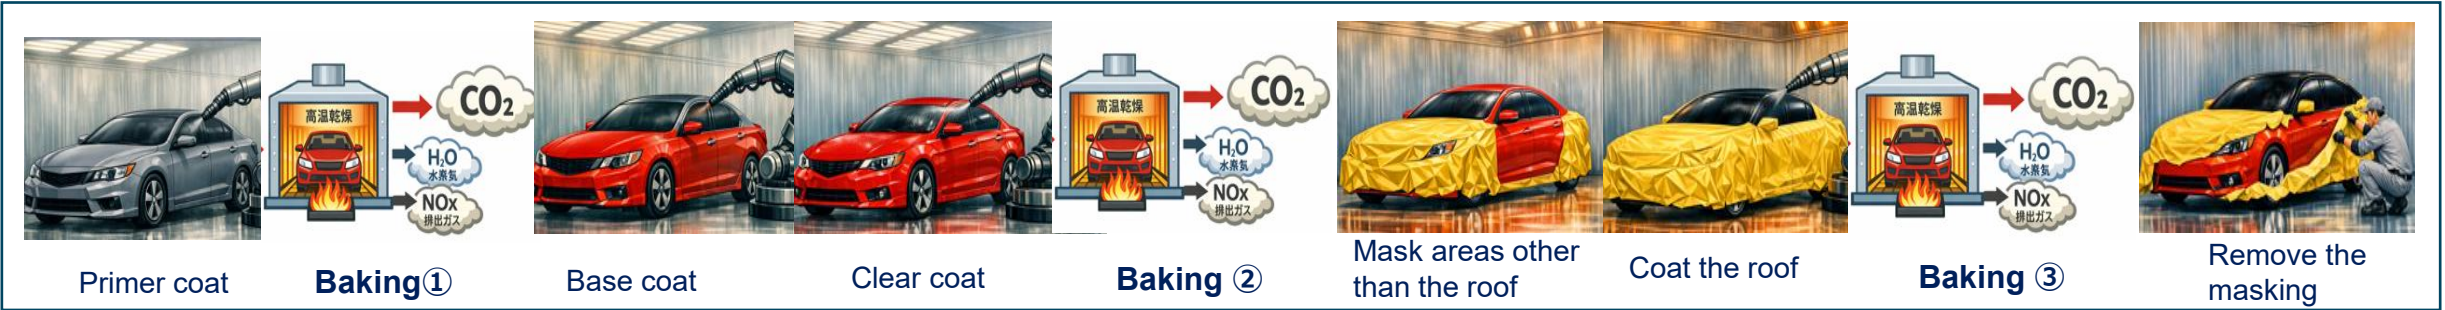 Primer coat
高温乾燥
CO₂
H₂O
水素気
NOx
排出ガス
Baking①
Base coat
Clear coat
高温乾燥
CO₂
H₂O
水素気
NOx
排出ガス
Baking ②
Mask areas other
than the roof
Coat the roof
高温乾燥
CO₂
H₂O
水素気
NOx
排出ガス
Baking ③
Remove the
masking